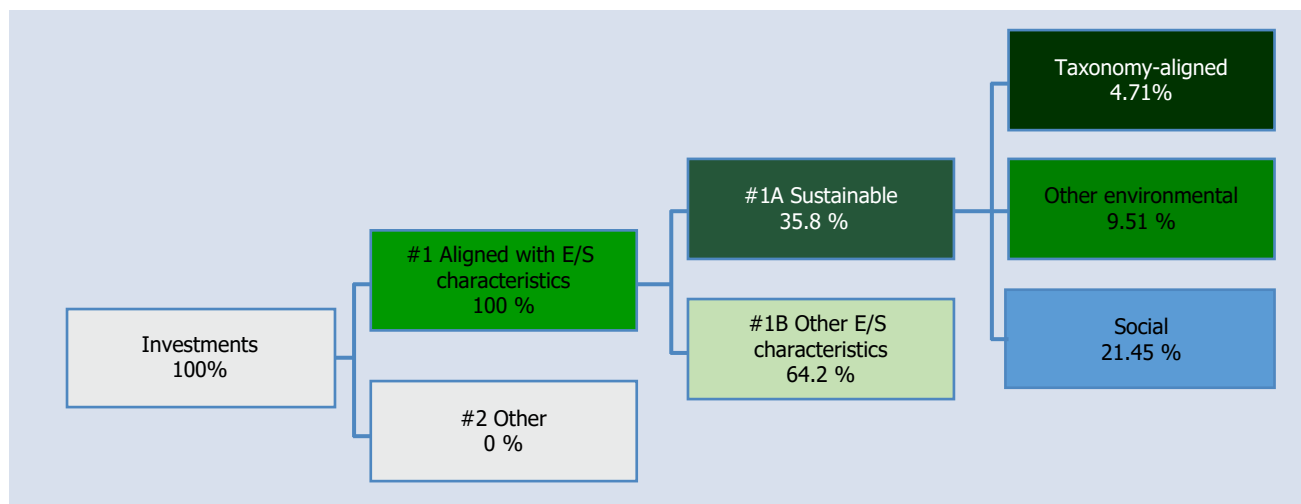 Investments
100%
#1 Aligned with E/S
characteristics
100 %
#2 Other
0 %
#1A Sustainable
35.8 %
#1B Other E/S
characteristics
64.2 %
Taxonomy-aligned
4.71%
Other environmental
9.51 %
Social
21.45 %